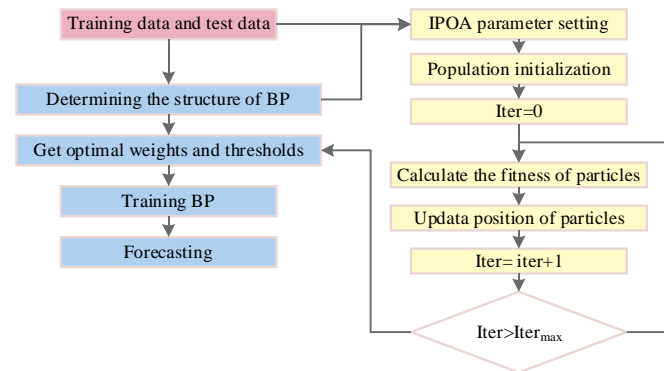 Training data and test data
Determining the structure of BP
Get optimal weights and thresholds
Training BP
Forecasting
IPOA parameter setting
Population initialization
Iter=0
Calculate the fitness of particles
Updata position of particles
Iter= iter+1
Iter>Itermax